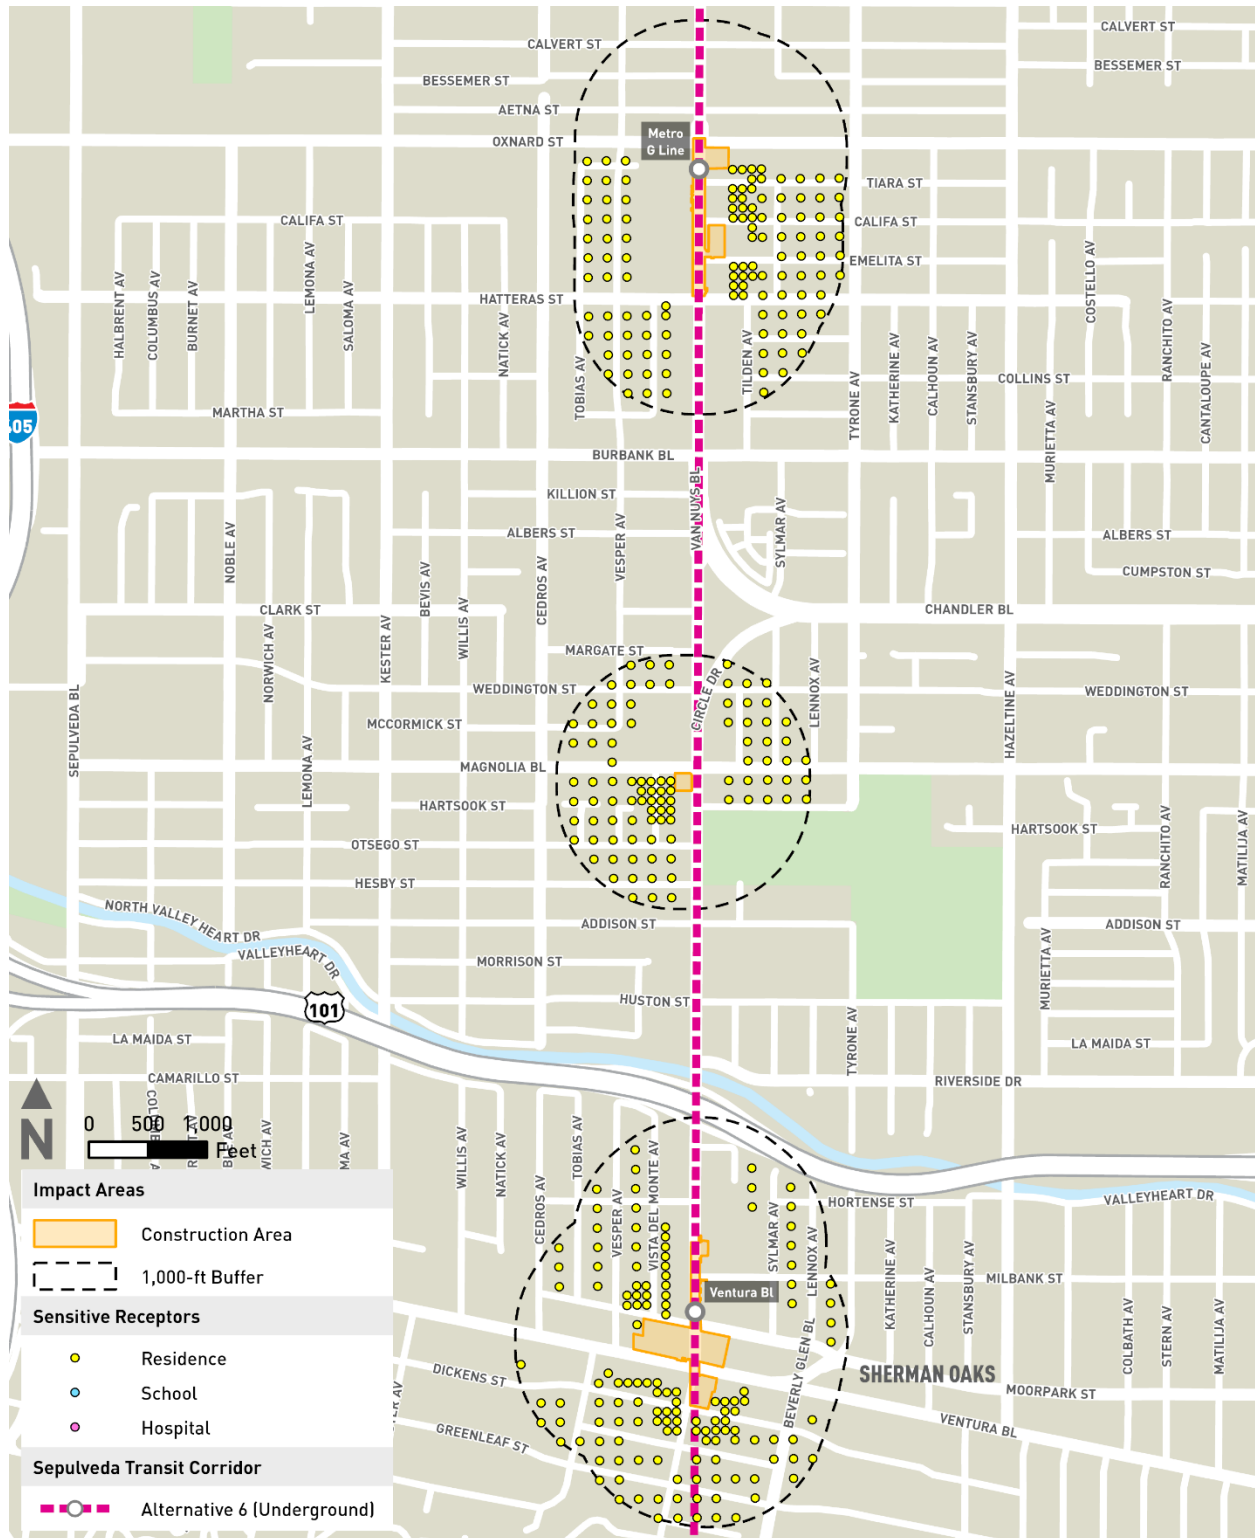 CALVERT ST
CALVERT ST
BESSEMER ST
BESSEMER ST
AETNA ST
OXNARD ST
Metro
G Line
TIARA ST
CALIFA ST
CALIFA ST
EMELITA ST
HATTERAS ST
HALBRENT AV
COLUMBUS AV
BURNET AV
LEMONA AV
SALOMA AV
NATICK AV
TOBIAS AV
TILDEN AV
TYRONE AV
KATHERINE AV
CALHOUN AV
STANSBURY AV
COSTELLO AV
RANCHITO AV
CANTALOUPE AV
MURIETTA AV
COLLINS ST
MARTHA ST
405
BURBANK BL
KILLION ST
VAN NUYS BL
ALBERS ST
ALBERS ST
NOBLE AV
VESPER AV
SYLMAR AV
CUMPSTON ST
BEVIS AV
WILLIS AV
CEDROS AV
CLARK ST
CHANDLER BL
NORWICH AV
KESTER AV
MARGATE ST
SEPULVEDA BL
WEDDINGTON ST
WEDDINGTON ST
CIRCLE DR
LENNOX AV
HAZELTINE AV
MCCORMICK ST
LEMONA AV
MAGNOLIA BL
HARTSOOK ST
HARTSOOK ST
RANCHITO AV
MATILIJA AV
OTSEGO ST
HESBY ST
NORTH VALLEY HEART DR
VALLEYHEART DR
ADDISON ST
ADDISON ST
MORRISON ST
MURIETTA AV
101
HUSTON ST
LA MAIDA ST
TYRONE AV
LA MAIDA ST
CAMARILLO ST
RIVERSIDE DR
N
0 500 1,000
Feet
WILLIS AV
NATICK AV
CEDROS AV
TOBIAS AV
VESPER AV
VISTA DEL MONTE AV
SYLMAR AV
LENNOX AV
HORTENSE ST
VALLEYHEART DR
KATHERINE AV
CALHOUN AV
STANSBURY AV
MILBANK ST
Ventura Bl
COLBATH AV
STERN AV
MATILIJA AV
BEVERLY GLEN BL
SHERMAN OAKS
DICKENS ST
MOORPARK ST
GREENLEAF ST
VENTURA BL
Impact Areas
Construction Area
1,000-ft Buffer
Sensitive Receptors
Residence
School
Hospital
Sepulveda Transit Corridor
Alternative 6 (Underground)